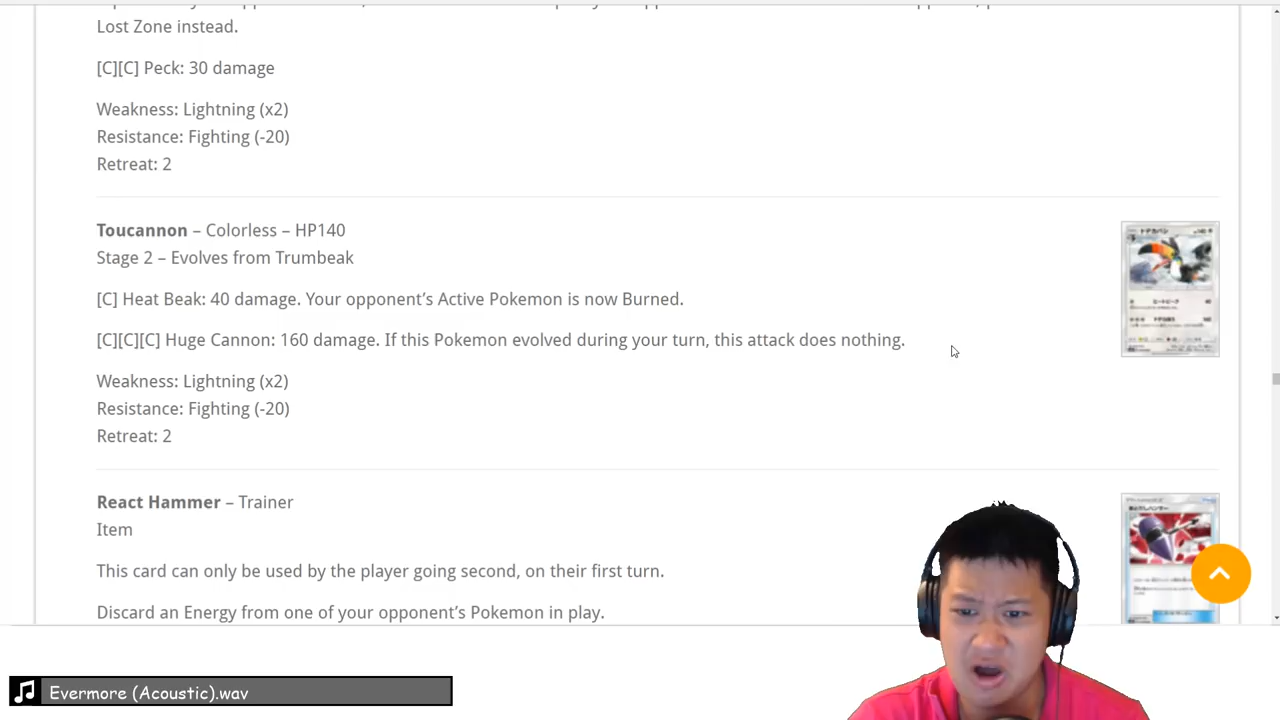 Lost Zone instead.
[C][C] Peck: 30 damage
Weakness: Lightning (x2)
Resistance: Fighting (-20)
Retreat: 2
Toucannon – Colorless – HP140
Stage 2 – Evolves from Trumbeak
[C] Heat Beak: 40 damage. Your opponent’s Active Pokemon is now Burned.
[C][C][C] Huge Cannon: 160 damage. If this Pokemon evolved during your turn, this attack does nothing.
Weakness: Lightning (x2)
Resistance: Fighting (-20)
Retreat: 2
React Hammer – Trainer
Item
This card can only be used by the player going second, on their first turn.
Discard an Energy from one of your opponent’s Pokemon in play.
Evermore (Acoustic).wav